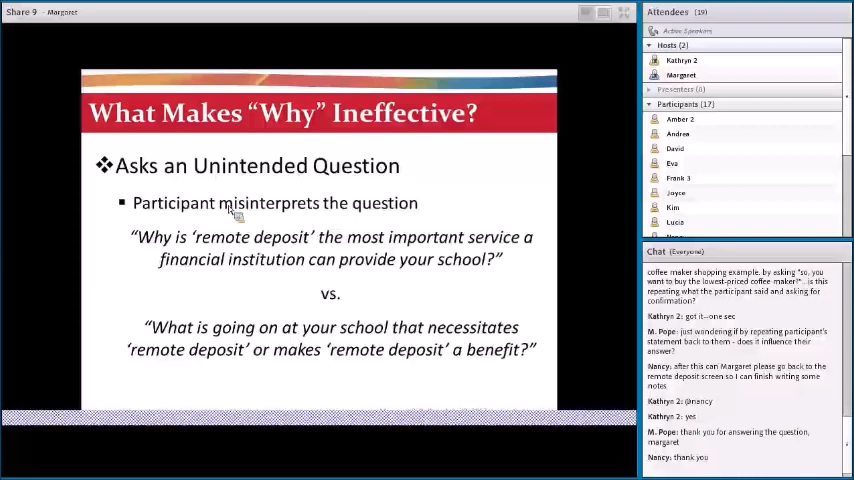 Share 9 - Margaret
What Makes “Why” Ineffective?
❖Asks an Unintended Question
▪ Participant misinterprets the question
“Why is ‘remote deposit’ the most important service a
financial institution can provide your school?”
vs.
“What is going on at your school that necessitates
‘remote deposit’ or makes ‘remote deposit’ a benefit?”
Attendees (19)
Active Speakers
Hosts (2)
Kathryn 2
Margaret
Presenters (0)
Participants (17)
Amber 2
Andrea
David
Eva
Frank 3
Joyce
Kim
Lucia
Chat (Everyone)
coffee maker shopping example. by asking "so, you
want to buy the lowest-priced coffee maker?"...is this
repeating what the participant said and asking for
confirmation?
Kathryn 2: got it--one sec
M. Pope: just wondering if by repeating participant's
statement back to them - does it influence their
answer?
Nancy: after this can Margaret please go back to the
remote deposit screen so I can finish writing some
notes
Kathryn 2: @nancy
Kathryn 2: yes
M. Pope: thank you for answering the question,
margaret
Nancy: thank you